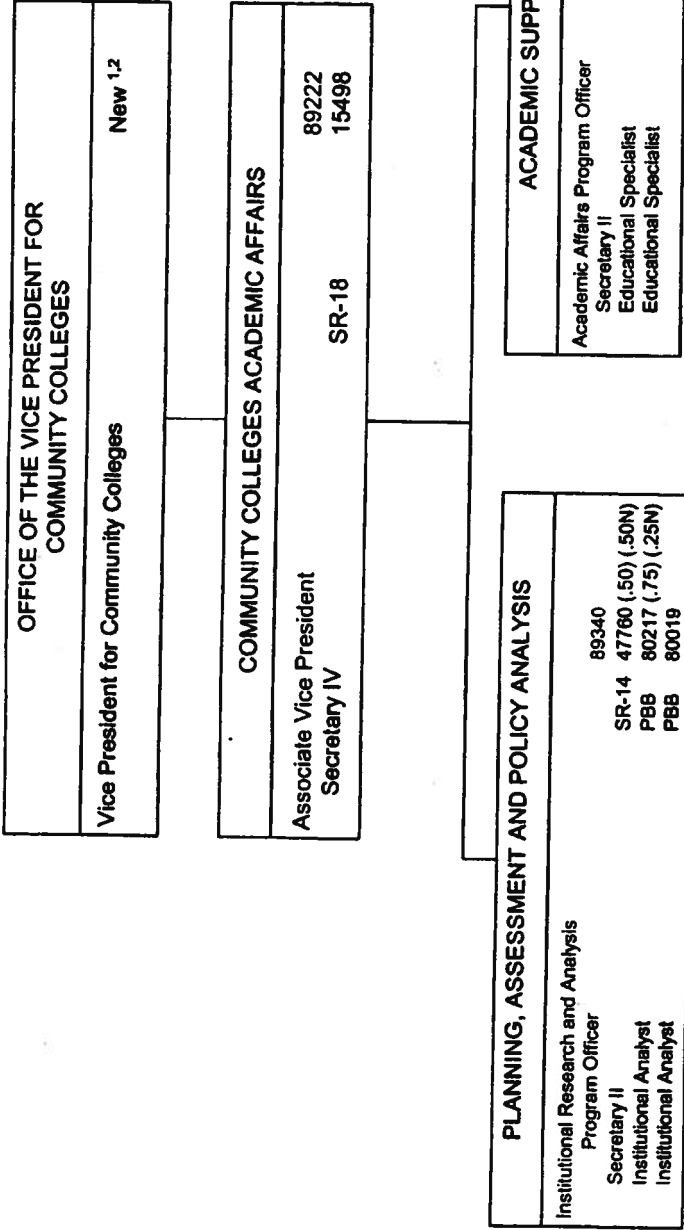 OFFICE OF THE VICE PRESIDENT FOR
COMMUNITY COLLEGES
Vice President for Community Colleges New 1,2
COMMUNITY COLLEGES ACADEMIC AFFAIRS
Associate Vice President 89222
Secretary IV SR-18 15498
PLANNING, ASSESSMENT AND POLICY ANALYSIS
Institutional Research and Analysis
Program Officer 89340
Secretary II SR-14 47760 (.50) (.50N)
Institutional Analyst PBB 80217 (.75) (.25N)
Institutional Analyst PBB 80019
ACADEMIC SUPP
Academic Affairs Program Officer
Secretary II
Educational Specialist
Educational Specialist